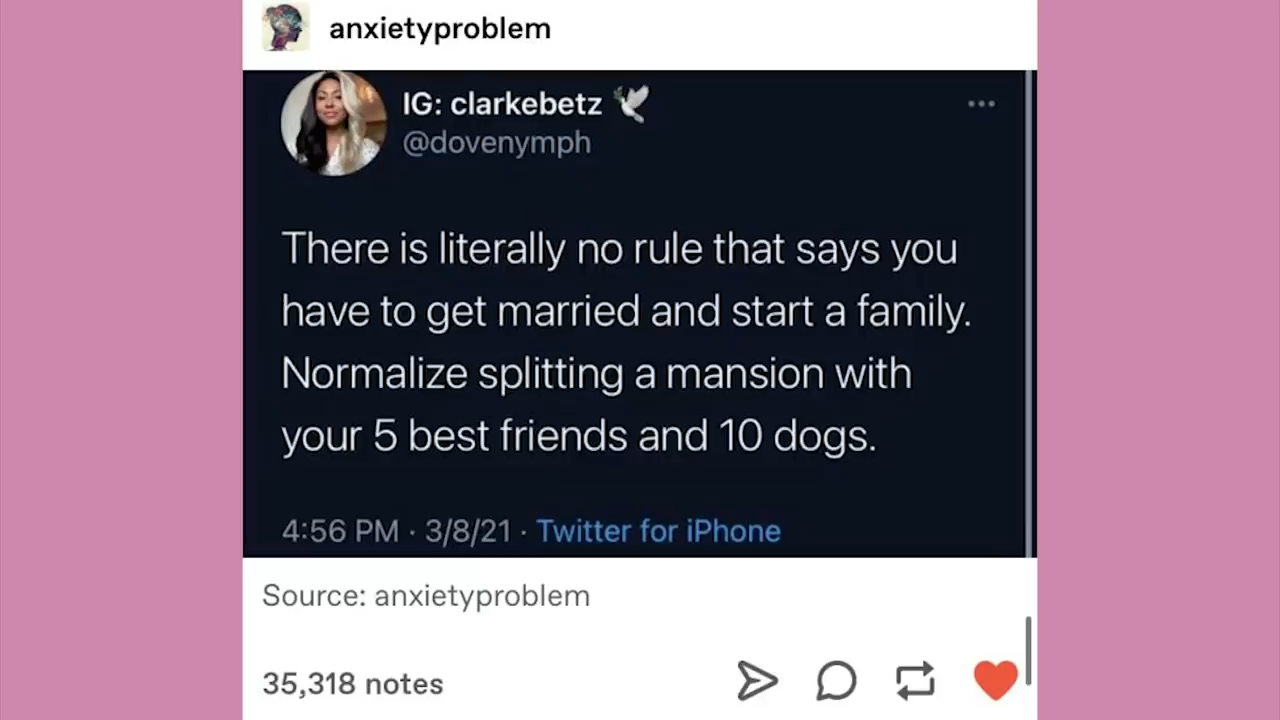 anxietyproblem
IG: clarkebetz 🕊
@dovenymph
There is literally no rule that says you
have to get married and start a family.
Normalize splitting a mansion with
your 5 best friends and 10 dogs.
4:56 PM · 3/8/21 · Twitter for iPhone
Source: anxietyproblem
35,318 notes